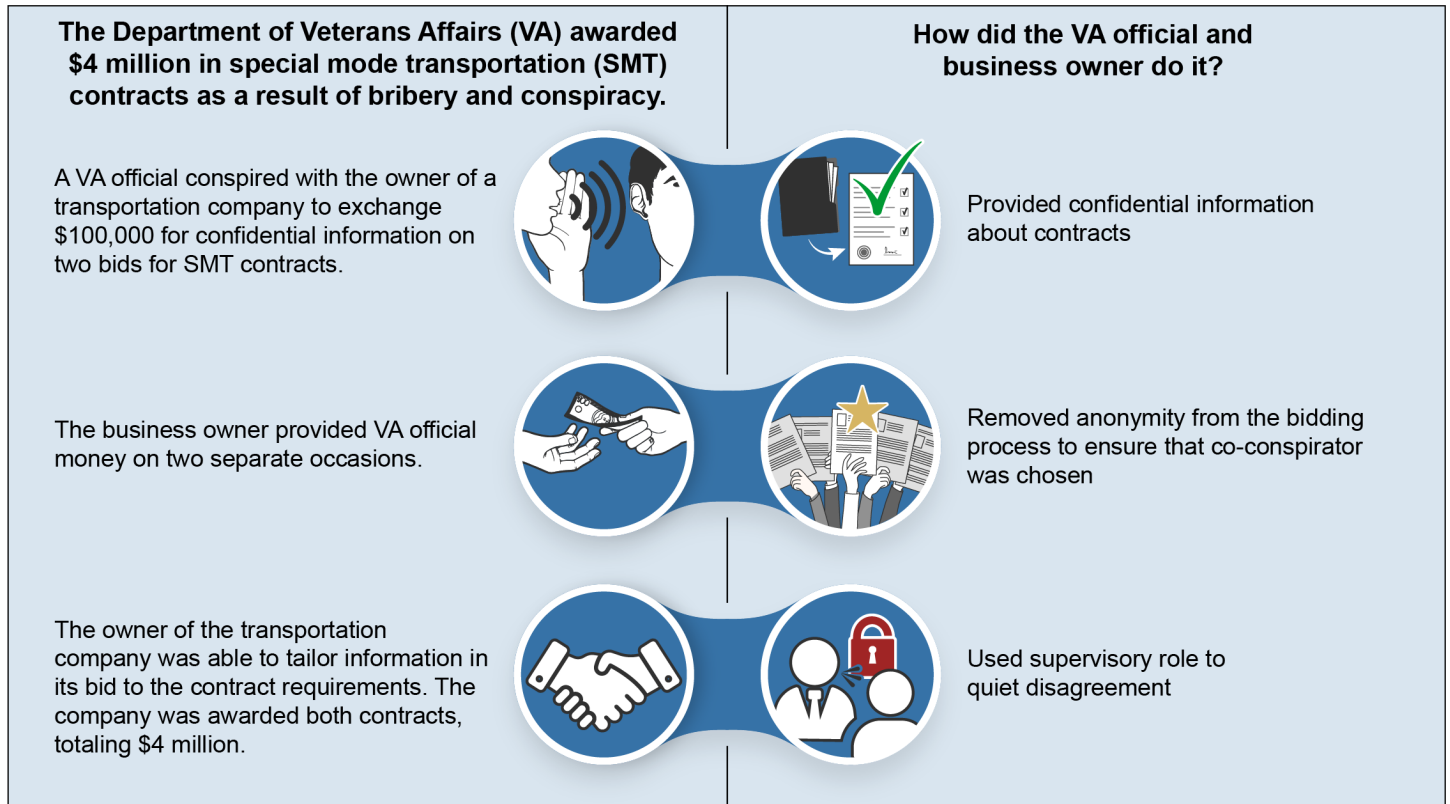 The Department of Veterans Affairs (VA) awarded
$4 million in special mode transportation (SMT)
contracts as a result of bribery and conspiracy.
How did the VA official and
business owner do it?
A VA official conspired with the owner of a
transportation company to exchange
$100,000 for confidential information on
two bids for SMT contracts.
Provided confidential information
about contracts
The business owner provided VA official
money on two separate occasions.
Removed anonymity from the bidding
process to ensure that co-conspirator
was chosen
The owner of the transportation
company was able to tailor information in
its bid to the contract requirements. The
company was awarded both contracts,
totaling $4 million.
Used supervisory role to
quiet disagreement